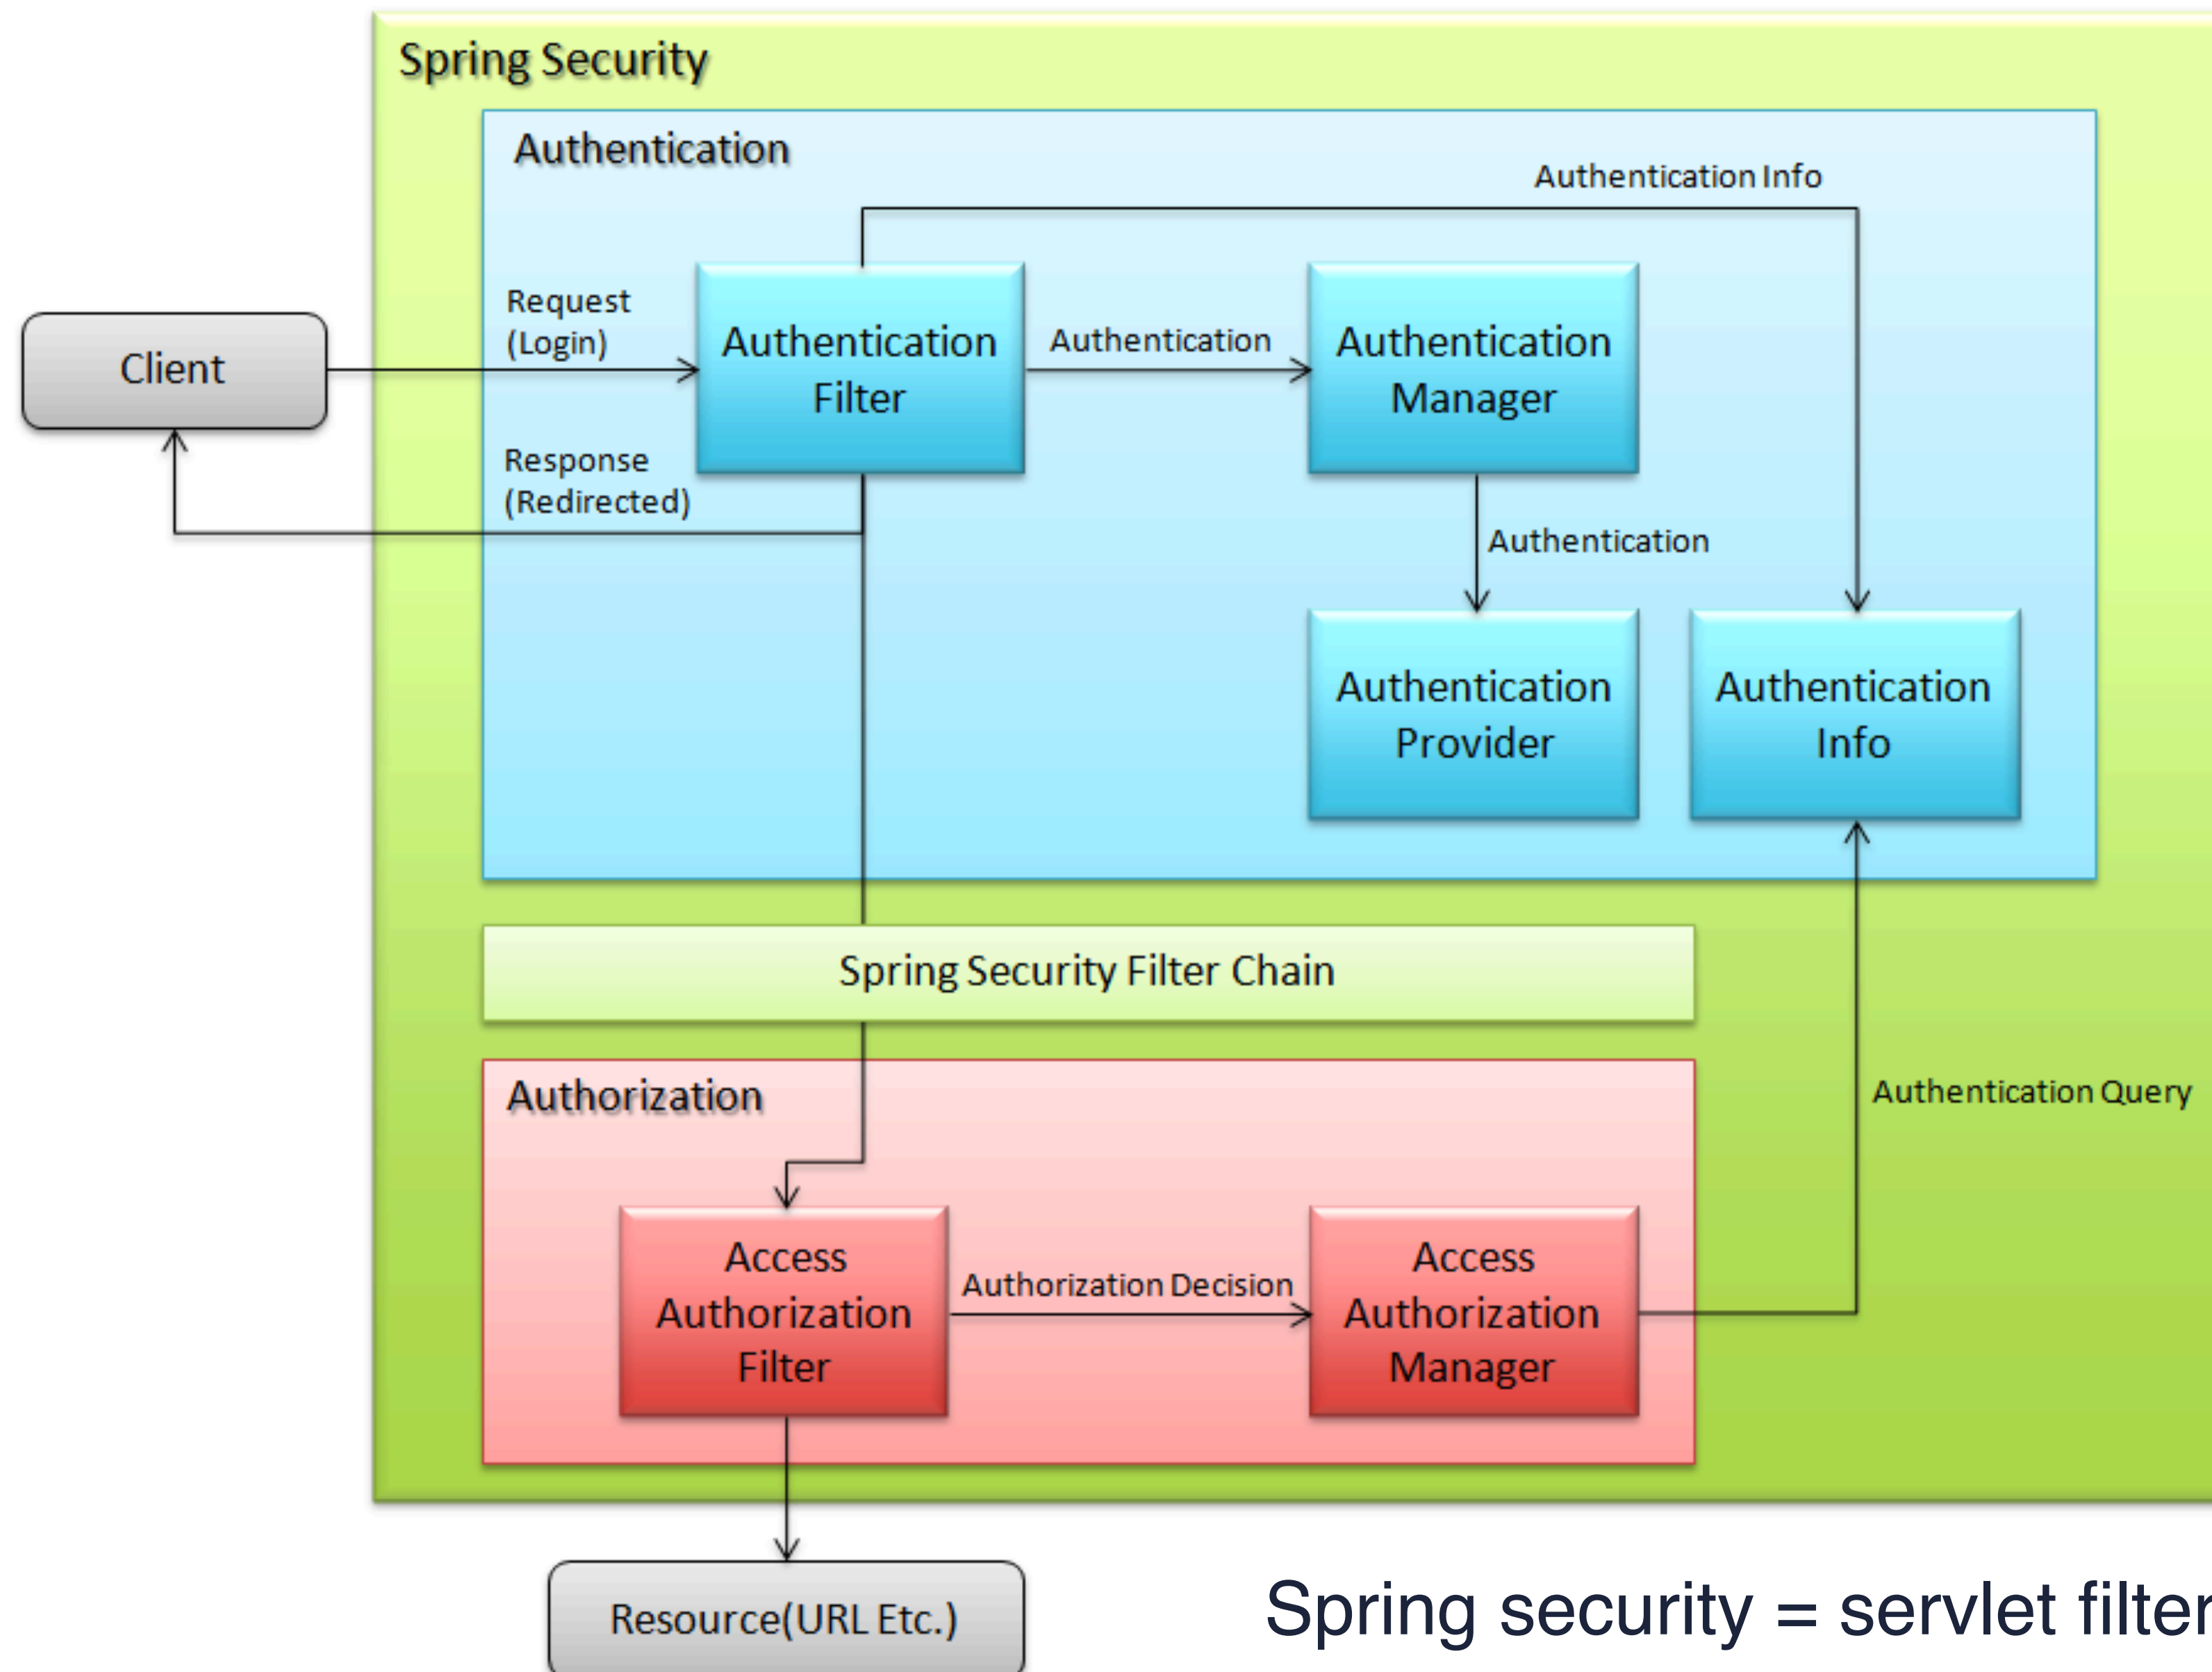 Spring Security
Authentication
Authentication Info
Request
(Login)
Client
Authentication
Filter
Authentication
Authentication
Manager
Response
(Redirected)
Authentication
Authentication
Provider
Authentication
Info
Spring Security Filter Chain
Authorization
Authentication Query
Access
Authorization
Filter
Authorization Decision
Access
Authorization
Manager
Resource(URL Etc.)
Spring security = servlet filter